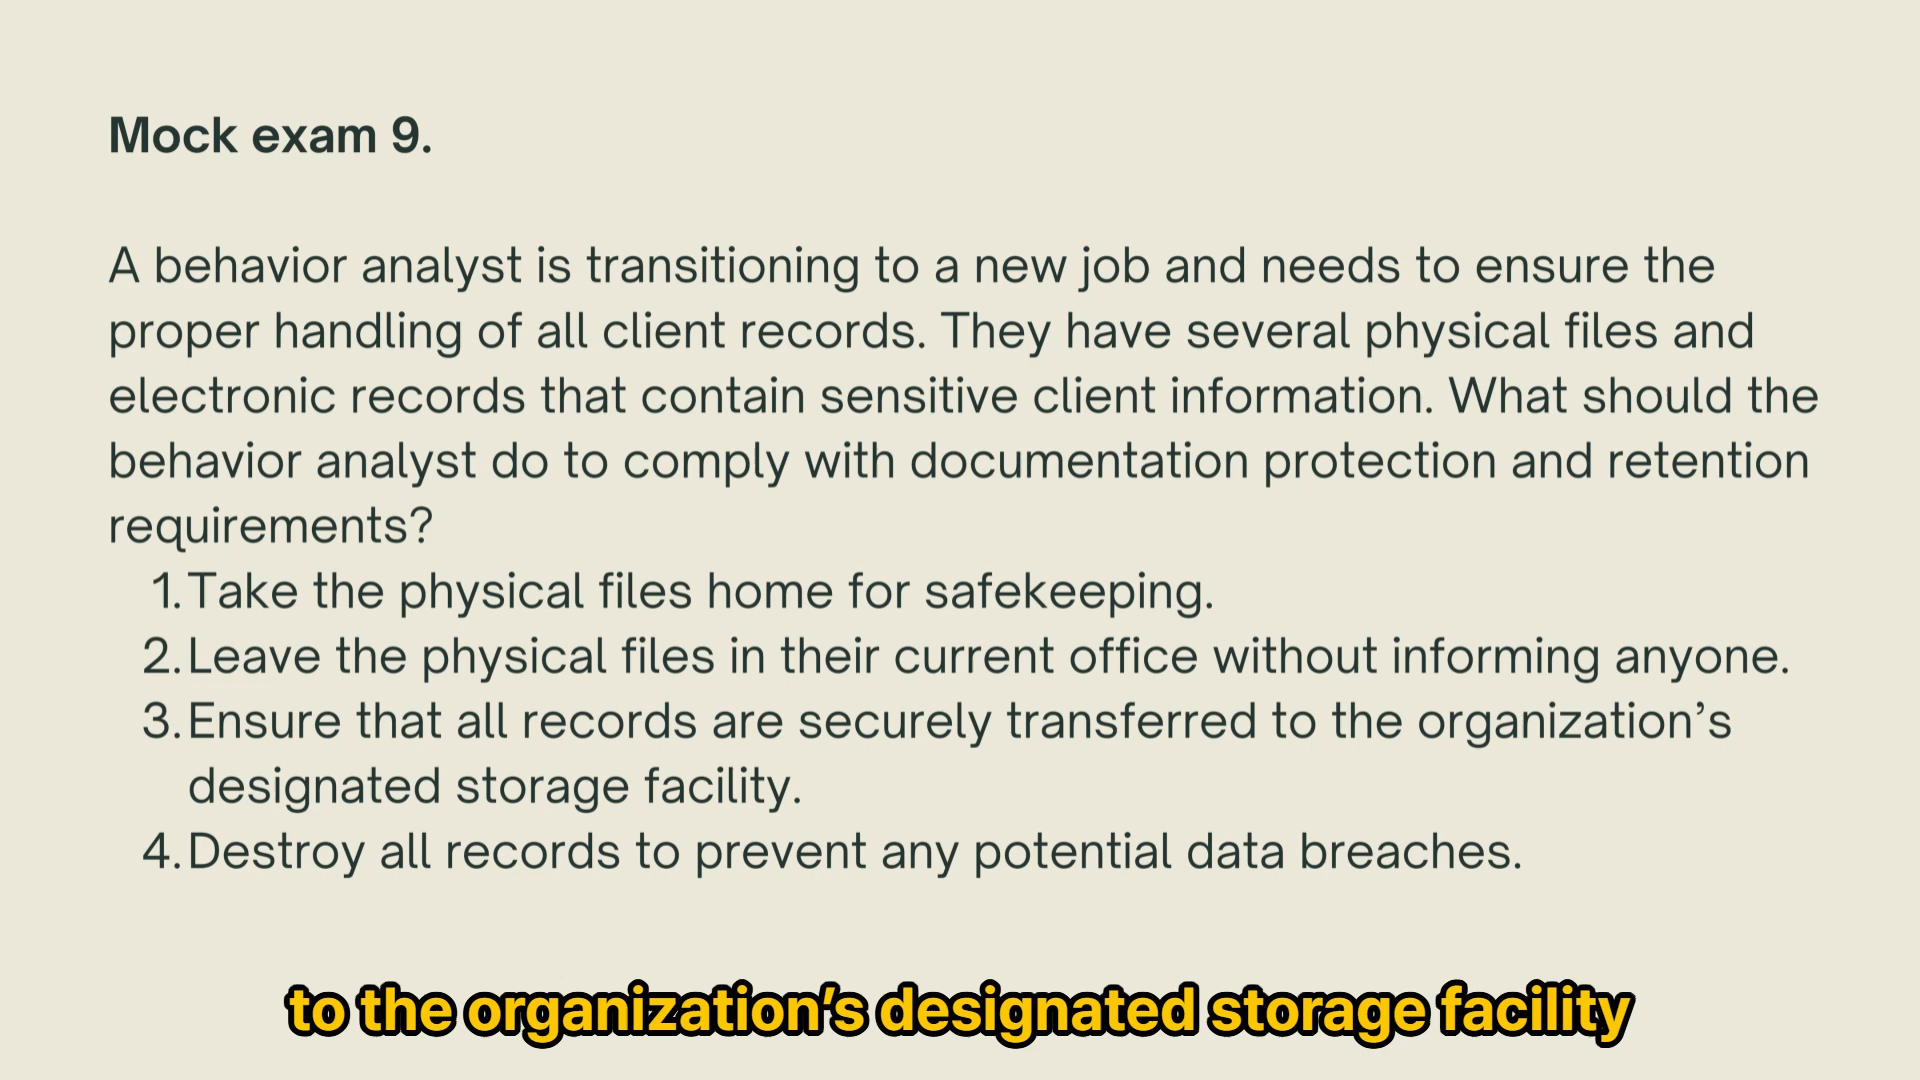 Mock exam 9.
A behavior analyst is transitioning to a new job and needs to ensure the
proper handling of all client records. They have several physical files and
electronic records that contain sensitive client information. What should the
behavior analyst do to comply with documentation protection and retention
requirements?
1. Take the physical files home for safekeeping.
2. Leave the physical files in their current office without informing anyone.
3. Ensure that all records are securely transferred to the organization’s
designated storage facility.
4. Destroy all records to prevent any potential data breaches.
to the organization’s designated storage facility